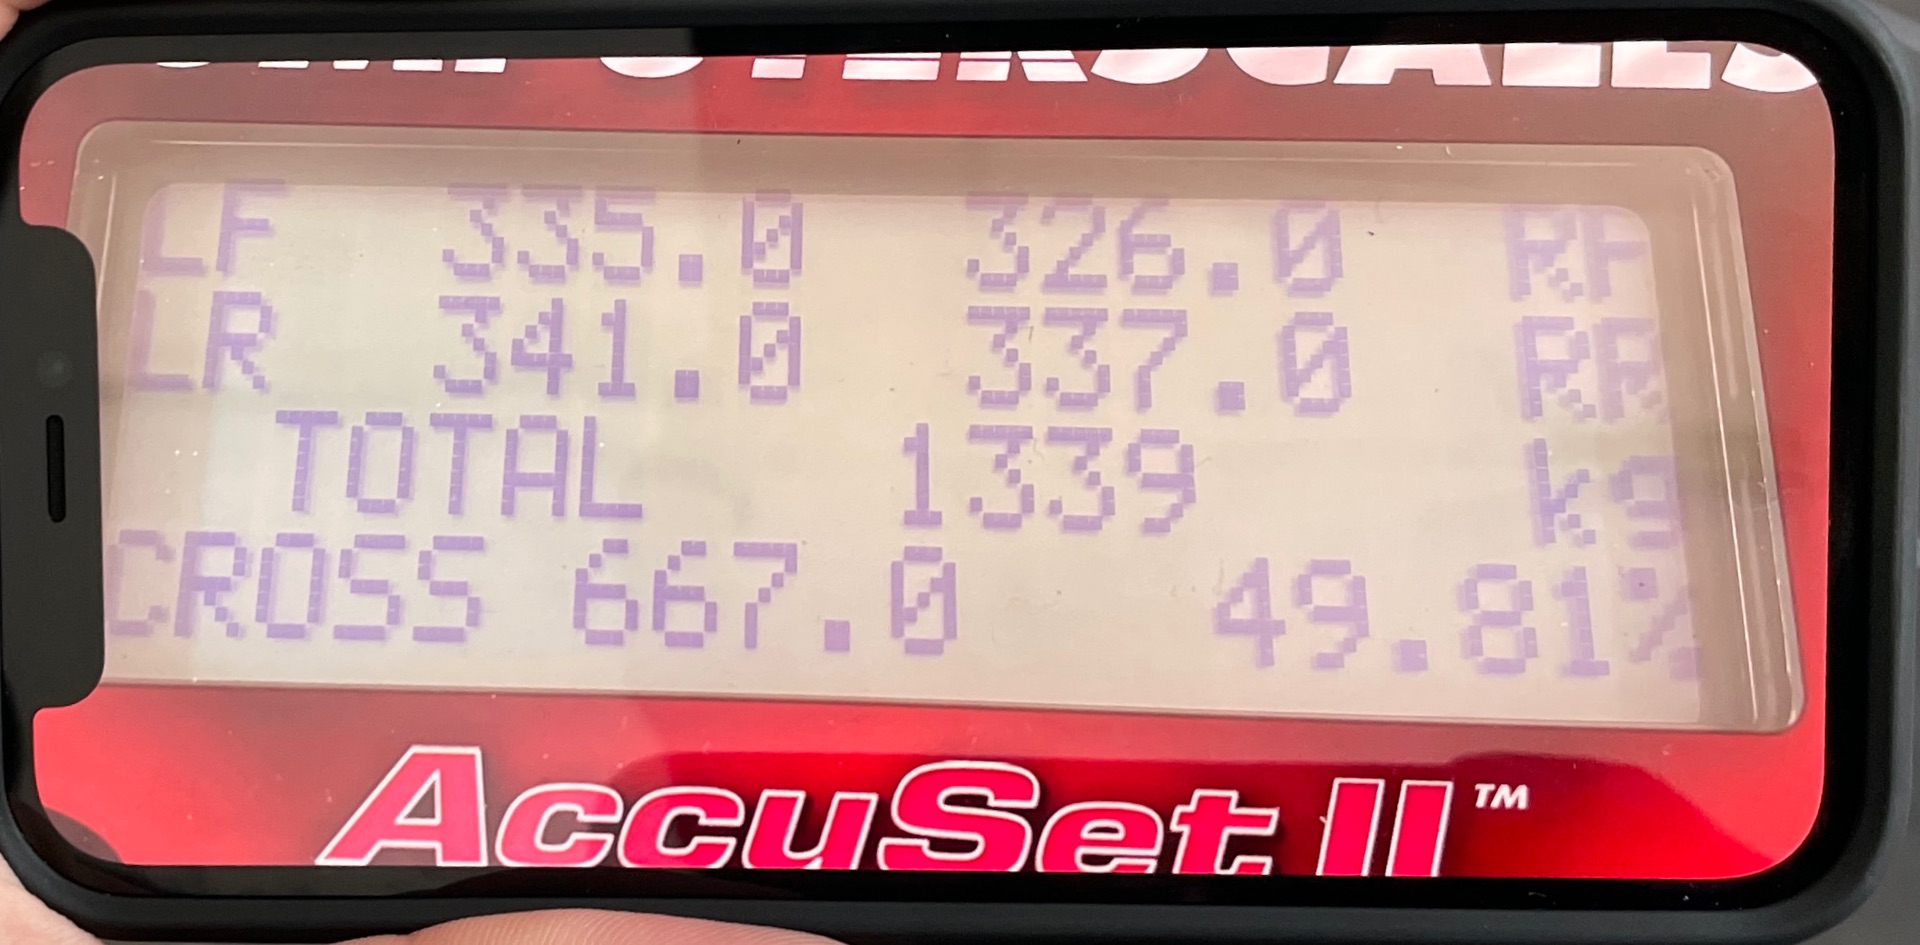 LF 335.0 326.0 RF
LR 341.0 337.0 RR
TOTAL 1339 kg
CROSS 667.0 49.81%
AccuSet II™